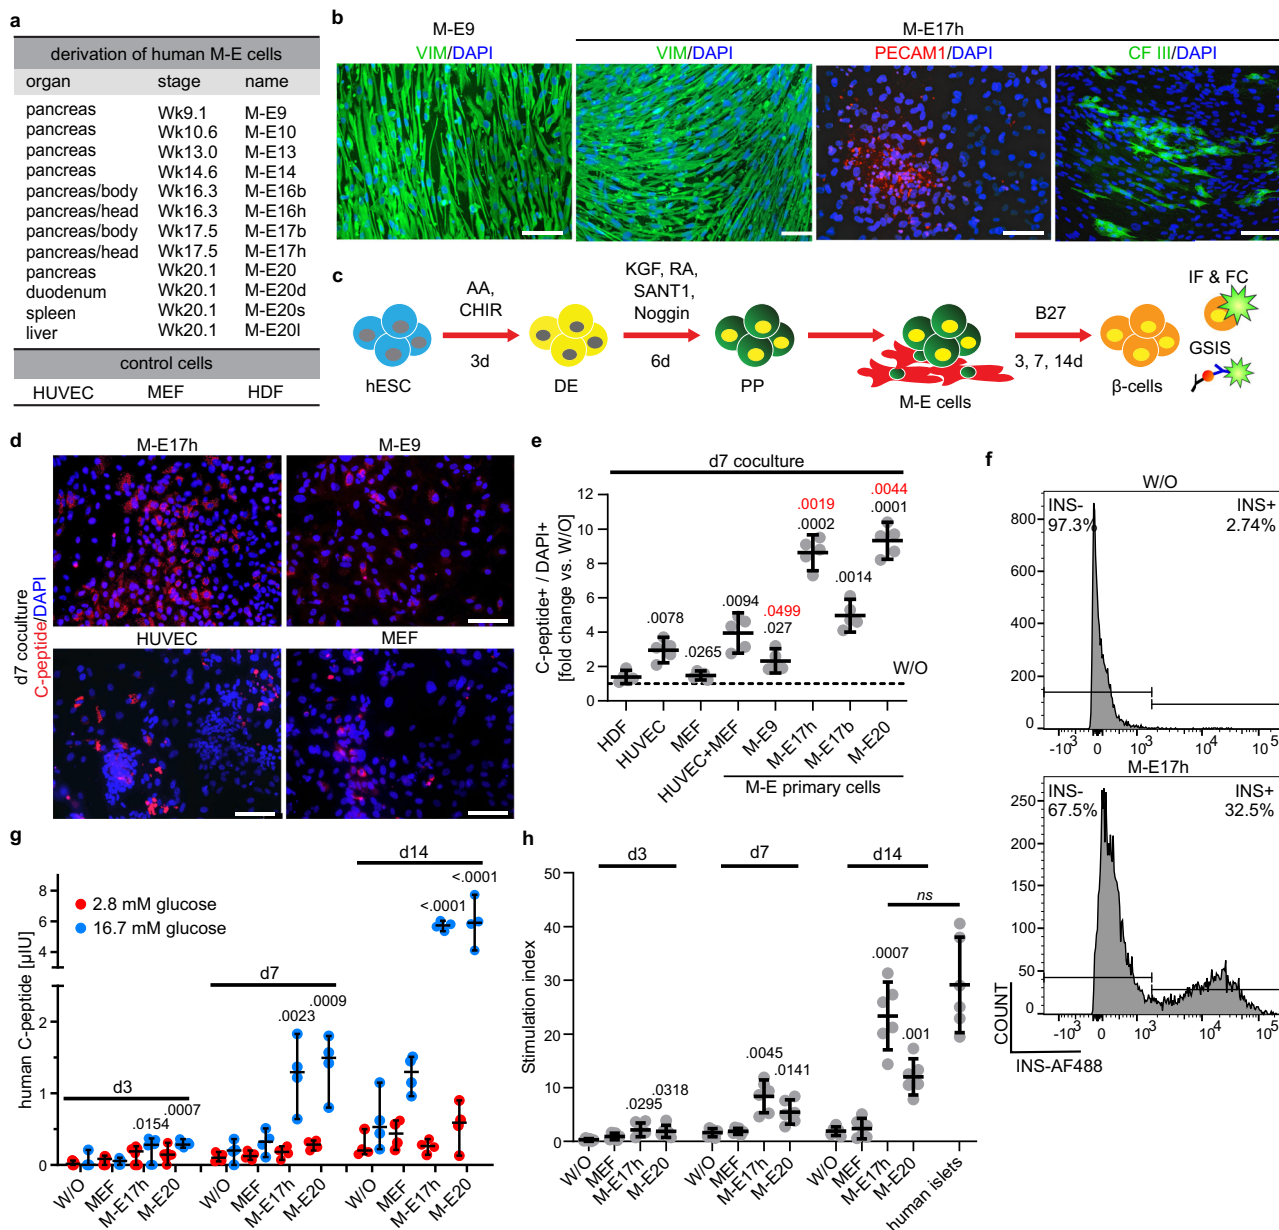 a
derivation of human M-E cells
organ stage name
pancreas Wk9.1 M-E9
pancreas Wk10.6 M-E10
pancreas Wk13.0 M-E13
pancreas Wk14.6 M-E14
pancreas/body Wk16.3 M-E16b
pancreas/head Wk16.3 M-E16h
pancreas/body Wk17.5 M-E17b
pancreas/head Wk17.5 M-E17h
pancreas Wk20.1 M-E20
duodenum Wk20.1 M-E20d
spleen Wk20.1 M-E20s
liver Wk20.1 M-E20l
control cells
HUVEC MEF HDF
b
M-E9 M-E17h
VIM/DAPI VIM/DAPI PECAM1/DAPI CF III/DAPI
c
AA,
CHIR
3d
KGF, RA,
SANT1,
Noggin
6d
B27
3, 7, 14d
IF & FC
GSIS
hESC DE PP M-E cells β-cells
d
d7 coculture
C-peptide/DAPI
M-E17h M-E9
HUVEC MEF
e
d7 coculture
C-peptide+ / DAPI+
[fold change vs. W/O]
12
10
8
6
4
2
0
.0078
.0265
.0094
.0499
.027
.0019
.0002
.0014
.0044
.0001
W/O
HDF HUVEC MEF HUVEC+MEF M-E9 M-E17h M-E17b M-E20
M-E primary cells
f
W/O
INS- INS+
97.3% 2.74%
800
600
400
200
0
-10³ 0 10³ 10⁴ 10⁵
M-E17h
INS- INS+
67.5% 32.5%
250
200
150
100
50
0
-10³ 0 10³ 10⁴ 10⁵
COUNT
INS-AF488
g
human C-peptide [µIU]
2.8 mM glucose
16.7 mM glucose
8
6
4
2
1
0
d3
.0154
.0007
d7
.0023
.0009
d14
<.0001
<.0001
W/O MEF M-E17h M-E20 W/O MEF M-E17h M-E20 W/O MEF M-E17h M-E20
h
Stimulation index
50
40
30
20
10
0
d3 d7 d14
ns
.0295
.0318
.0045
.0141
.0007
.001
W/O MEF M-E17h M-E20 W/O MEF M-E17h M-E20 W/O MEF M-E17h M-E20 human islets